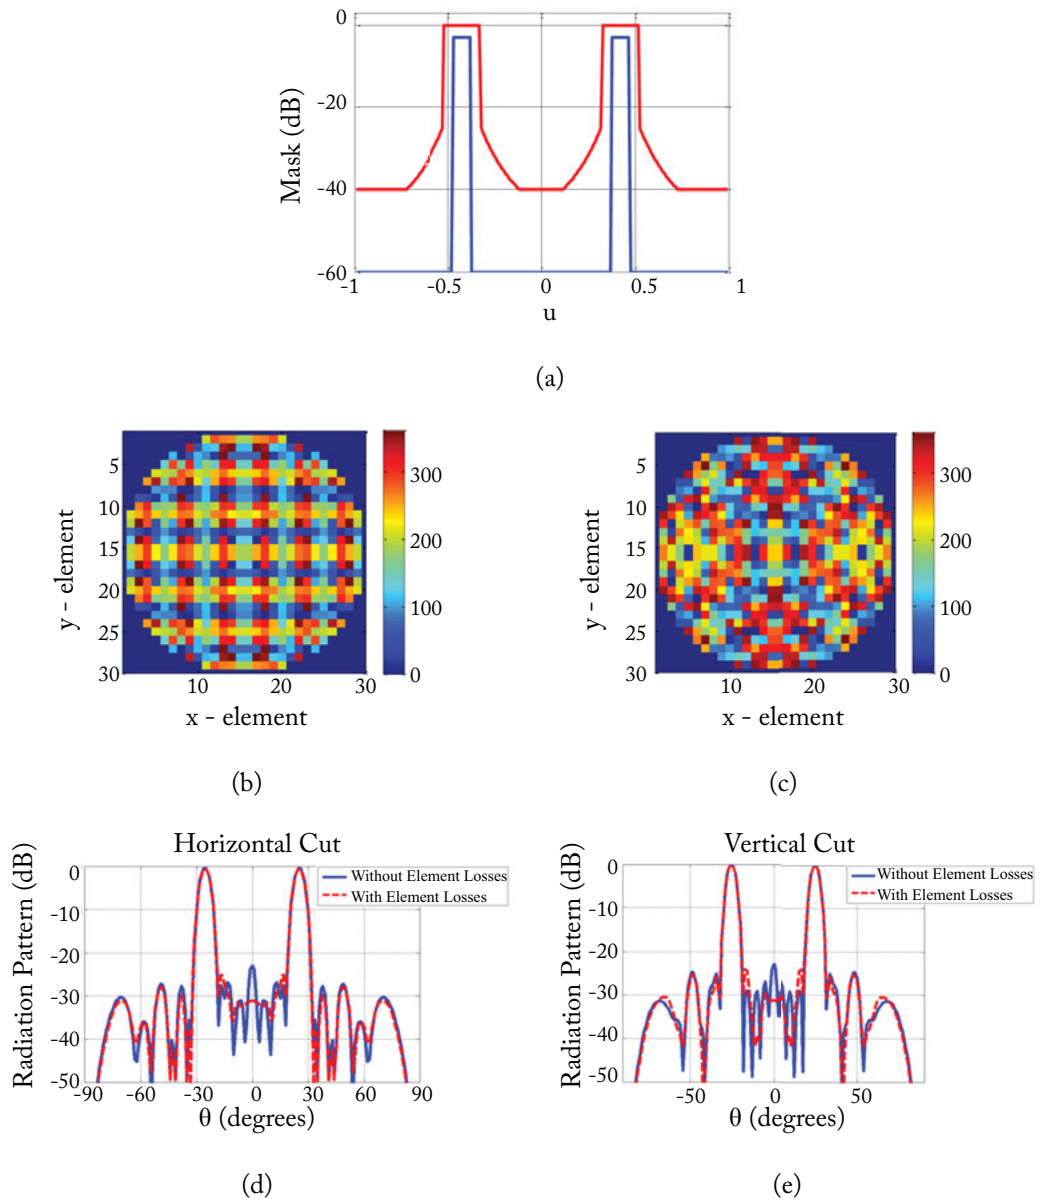 0
-20
-40
-60
Mask (dB)
-1 -0.5 0 0.5 1
u
(a)
5
10
15
20
25
30
y - element
10 20 30
x - element
300
200
100
0
(b)
5
10
15
20
25
30
y - element
10 20 30
x - element
300
200
100
0
(c)
Horizontal Cut
0
-10
-20
-30
-40
-50
Radiation Pattern (dB)
Without Element Losses
With Element Losses
-90 -60 -30 0 30 60 90
θ (degrees)
(d)
Vertical Cut
0
-10
-20
-30
-40
-50
Radiation Pattern (dB)
Without Element Losses
With Element Losses
-50 0 50
θ (degrees)
(e)